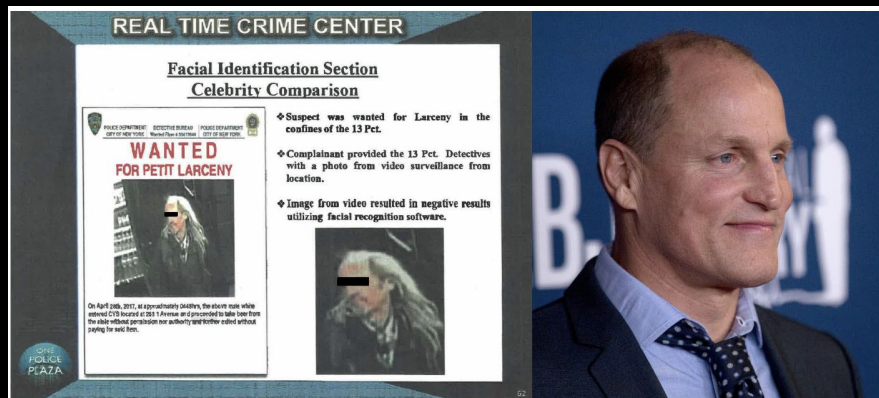 REAL TIME CRIME CENTER
Facial Identification Section
Celebrity Comparison
POLICE DEPARTMENT
CITY OF NEW YORK
DETECTIVE BUREAU
POLICE DEPARTMENT
CITY OF NEW YORK
WANTED
FOR PETIT LARCENY
On April 28th, 2017, at approximately 0448hrs, the above male white
entered CVS located at 253 1 Avenue and proceeded to take beer from
the aisle without permission nor authority and further exited without
paying for said item.
❖Suspect was wanted for Larceny in the
confines of the 13 Pct.
❖Complainant provided the 13 Pct. Detectives
with a photo from video surveillance from
location.
❖Image from video resulted in negative results
utilizing facial recognition software.
ONE
POLICE
PLAZA
52
B.